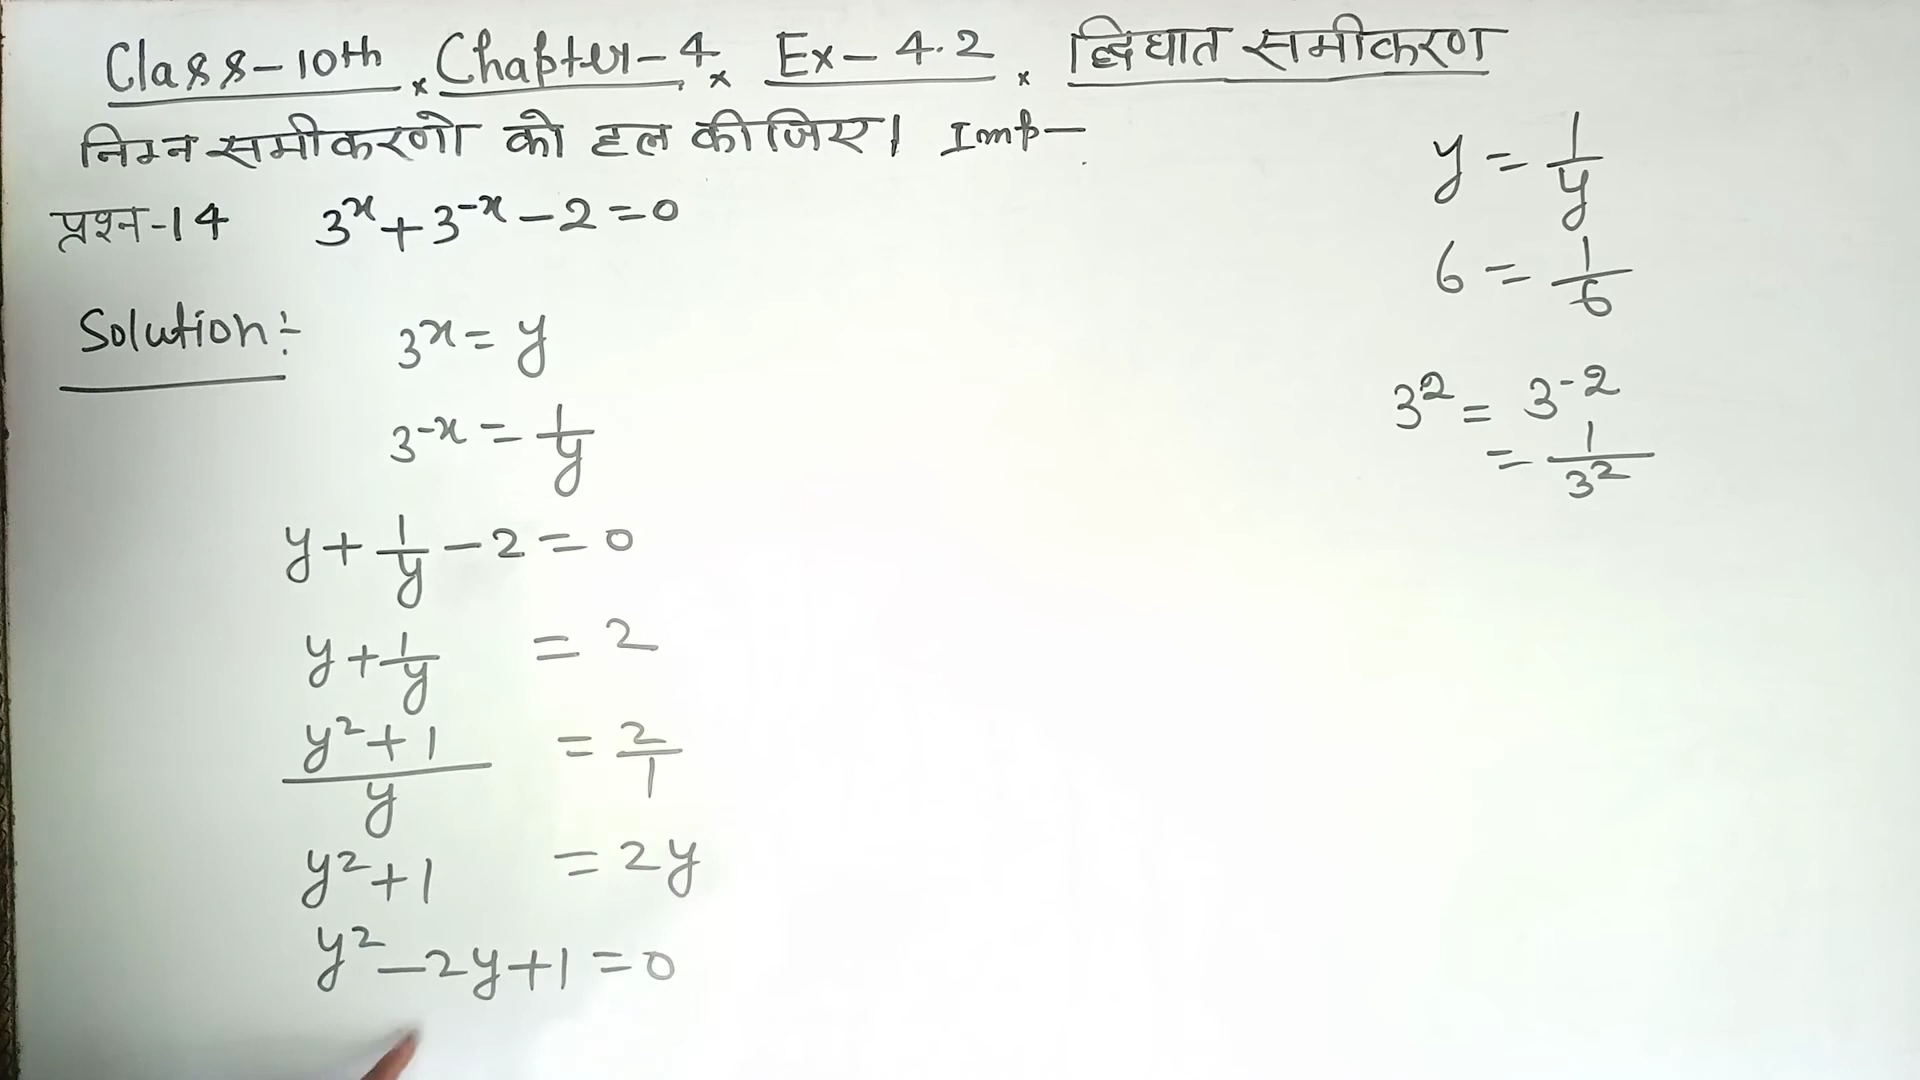 Class-10th × Chapter-4 × Ex-4.2 × द्विघात समीकरण
निम्न समीकरणो को हल कीजिए। Imp-
प्रश्न-14 3ˣ+3⁻ˣ-2=0
Solution:-
3ˣ=y
3⁻ˣ=1/y
y+1/y-2=0
y+1/y =2
y²+1/y =2/1
y²+1 =2y
y²-2y+1=0
y=1/y
6=1/6
3²=3-2
=1/3²